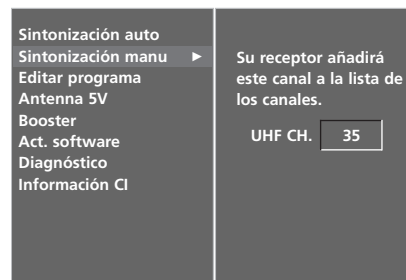 Sintonización auto
Sintonización manu ►
Editar programa
Antenna 5V
Booster
Act. software
Diagnóstico
Información CI
Su receptor añadirá
este canal a la lista de
los canales.
UHF CH. 35